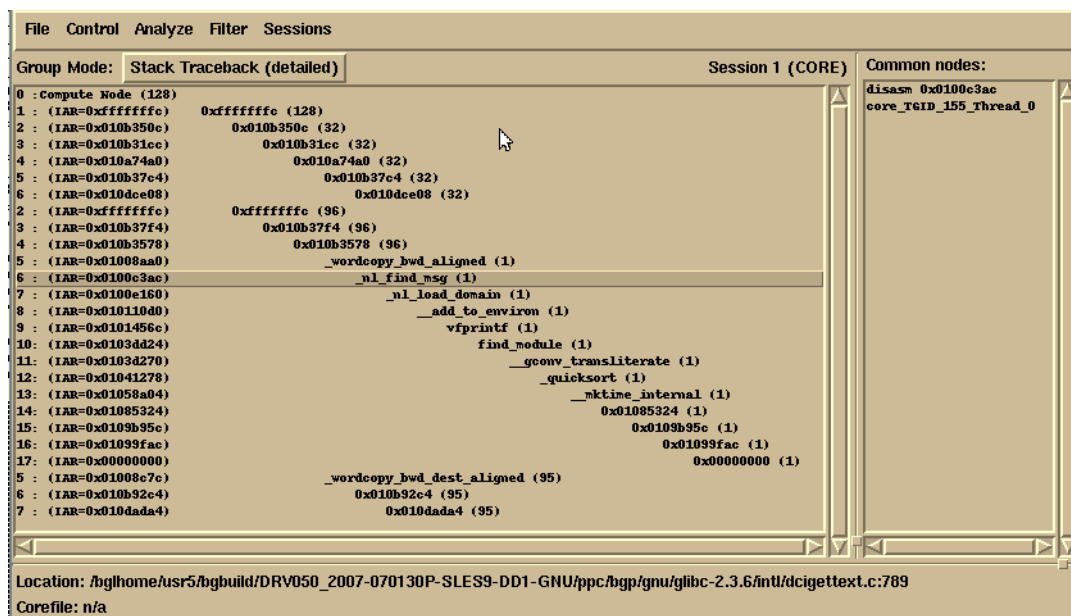 File Control Analyze Filter Sessions
Group Mode: Stack Traceback (detailed) Session 1 (CORE) Common nodes:
0 :Compute Node (128)
1 : (IAR=0xfffffffc) 0xfffffffc (128)
2 : (IAR=0x010b350c) 0x010b350c (32)
3 : (IAR=0x010b31cc) 0x010b31cc (32)
4 : (IAR=0x010a74a0) 0x010a74a0 (32)
5 : (IAR=0x010b37c4) 0x010b37c4 (32)
6 : (IAR=0x010dce08) 0x010dce08 (32)
2 : (IAR=0xfffffffc) 0xfffffffc (96)
3 : (IAR=0x010b37f4) 0x010b37f4 (96)
4 : (IAR=0x010b3578) 0x010b3578 (96)
5 : (IAR=0x01008aa0) _wordcopy_bwd_aligned (1)
6 : (IAR=0x0100c3ac) _nl_find_msg (1)
7 : (IAR=0x0100e160) _nl_load_domain (1)
8 : (IAR=0x010110d0) __add_to_environ (1)
9 : (IAR=0x0101456c) vfprintf (1)
10: (IAR=0x0103dd24) find_module (1)
11: (IAR=0x0103d270) __gconv_transliterate (1)
12: (IAR=0x01041278) _quicksort (1)
13: (IAR=0x01058a04) __mktime_internal (1)
14: (IAR=0x01085324) 0x01085324 (1)
15: (IAR=0x0109b95c) 0x0109b95c (1)
16: (IAR=0x01099fac) 0x01099fac (1)
17: (IAR=0x00000000) 0x00000000 (1)
5 : (IAR=0x01008c7c) _wordcopy_bwd_dest_aligned (95)
6 : (IAR=0x010b92c4) 0x010b92c4 (95)
7 : (IAR=0x010dada4) 0x010dada4 (95)
disasm 0x0100c3ac
core_TGID_155_Thread_0
Location: /bglhome/usr5/bgbuild/DRV050_2007-070130P-SLES9-DD1-GNU/ppc/bgp/gnu/glibc-2.3.6/intl/dcigettext.c:789
Corefile: n/a